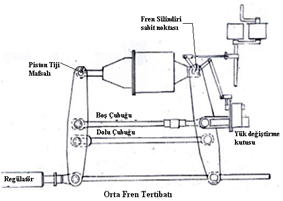 Fren Silindiri
sabit noktası
Piston Tiji
Mafsalı
Boş Çubuğu
Dolu Çubuğu
Yük değiştirme
kutusu
Regülatör
Orta Fren Tertibatı